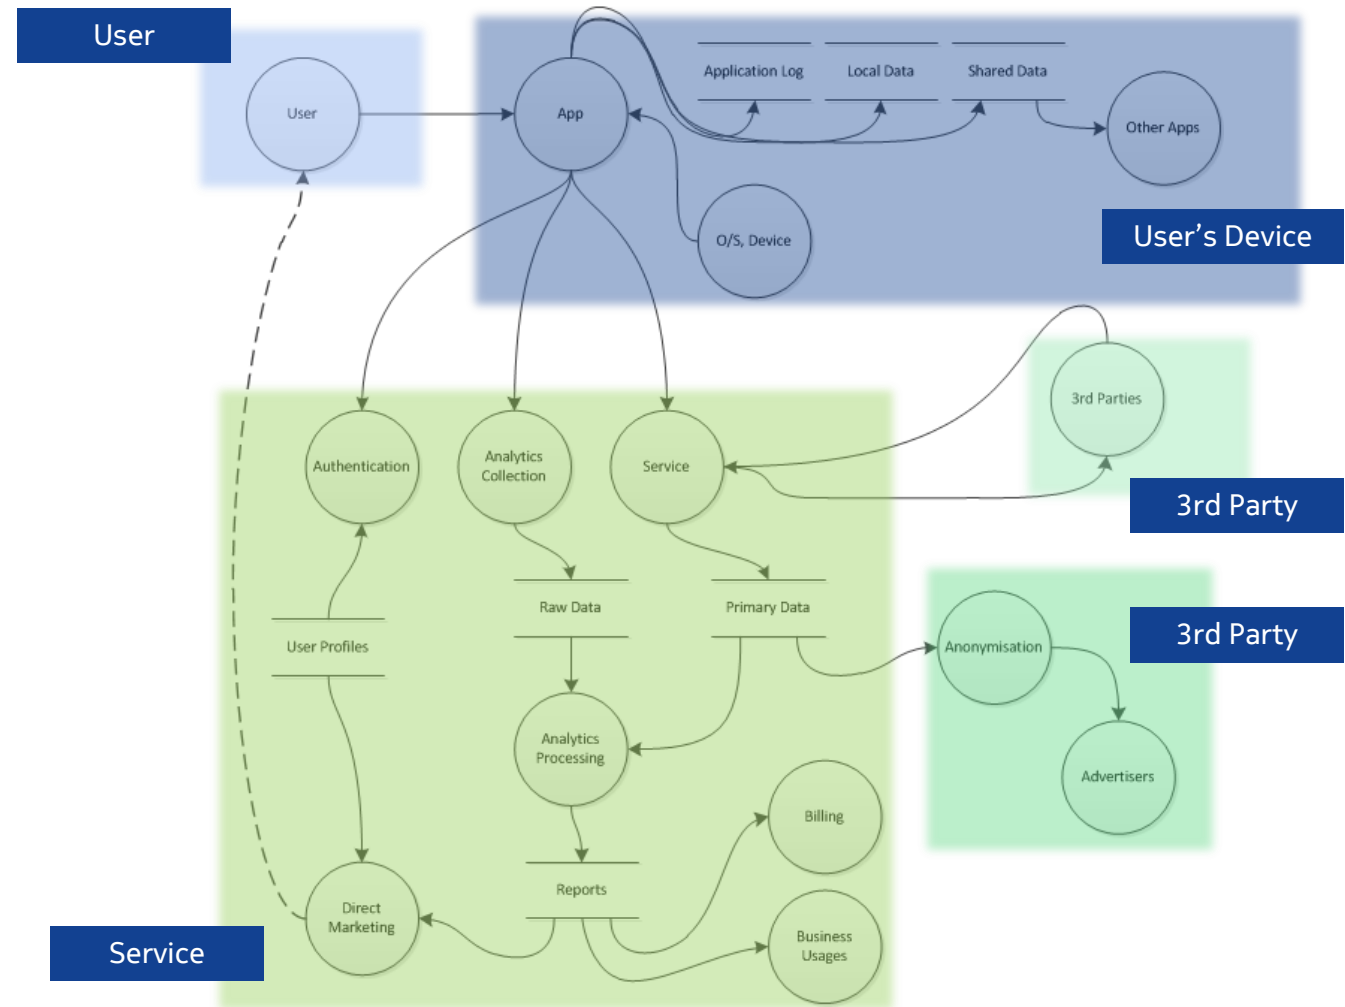 User
User
App
Application Log
Local Data
Shared Data
Other Apps
O/S, Device
User's Device
3rd Parties
3rd Party
Authentication
Analytics
Collection
Service
Raw Data
Primary Data
User Profiles
Anonymisation
3rd Party
Advertisers
Analytics
Processing
Billing
Reports
Direct
Marketing
Business
Usages
Service